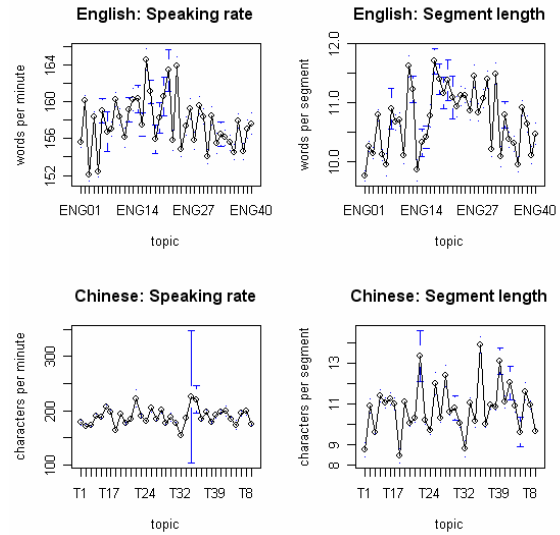 English: Speaking rate
words per minute
152 156 160 164
ENG01 ENG14 ENG27 ENG40
topic
English: Segment length
words per segment
10.0 11.0 12.0
ENG01 ENG14 ENG27 ENG40
topic
Chinese: Speaking rate
characters per minute
100 200 300
T1 T17 T24 T32 T39 T8
topic
Chinese: Segment length
characters per segment
8 9 11 13
T1 T17 T24 T32 T39 T8
topic